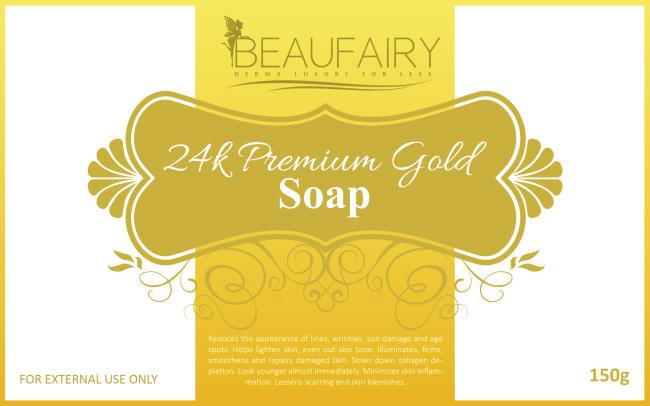 BEAUFAIRY
DERMA LUXURY FOR LESS
24k Premium Gold
Soap
Reduces the appearance of lines, wrinkles, sun damage and age
spots. Helps lighten skin, even out skin tone. Illuminates, firms,
smoothens and repairs damaged skin. Slows down collagen de-
pletion. Look younger almost immediately. Minimizes skin inflam-
mation. Lessens scarring and skin blemishes.
FOR EXTERNAL USE ONLY
150g